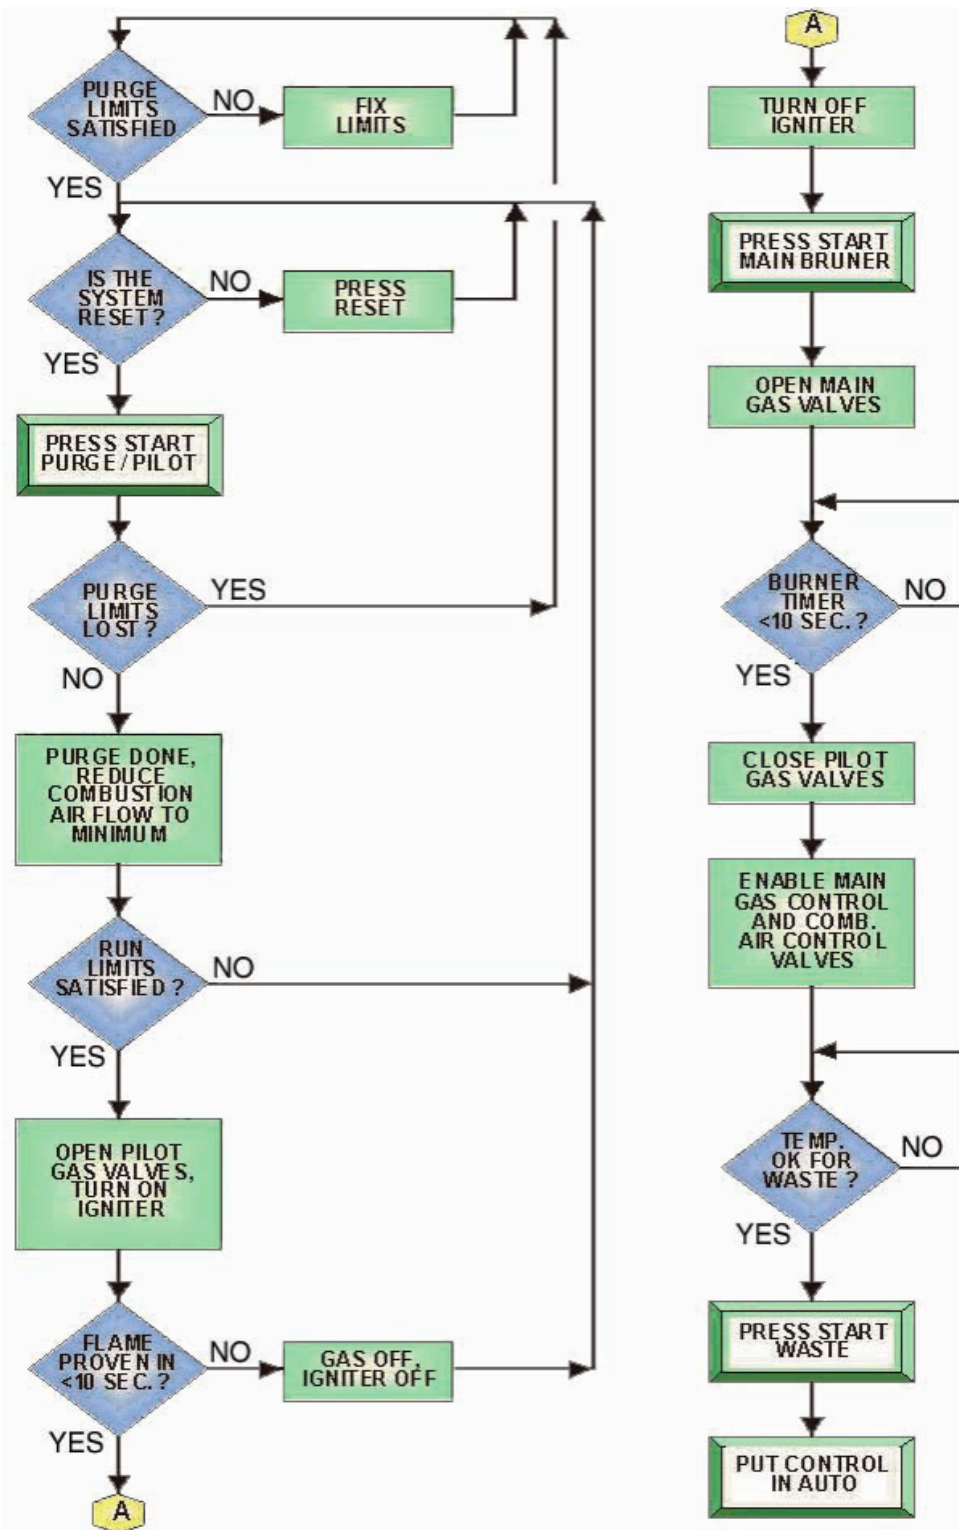 PURGE
LIMITS
SATISFIED
NO
FIX
LIMITS
YES
IS THE
SYSTEM
RESET?
NO
PRESS
RESET
YES
PRESS START
PURGE / PILOT
PURGE
LIMITS
LOST?
YES
NO
PURGE DONE,
REDUCE
COMBUSTION
AIR FLOW TO
MINIMUM
RUN
LIMITS
SATISFIED?
NO
YES
OPEN PILOT
GAS VALVES,
TURN ON
IGNITER
FLAME
PROVEN IN
<10 SEC.?
NO
GAS OFF,
IGNITER OFF
YES
A
A
TURN OFF
IGNITER
PRESS START
MAIN BRUNER
OPEN MAIN
GAS VALVES
BURNER
TIMER
<10 SEC.?
NO
YES
CLOSE PILOT
GAS VALVES
ENABLE MAIN
GAS CONTROL
AND COMB.
AIR CONTROL
VALVES
TEMP.
OK FOR
WASTE?
NO
YES
PRESS START
WASTE
PUT CONTROL
IN AUTO